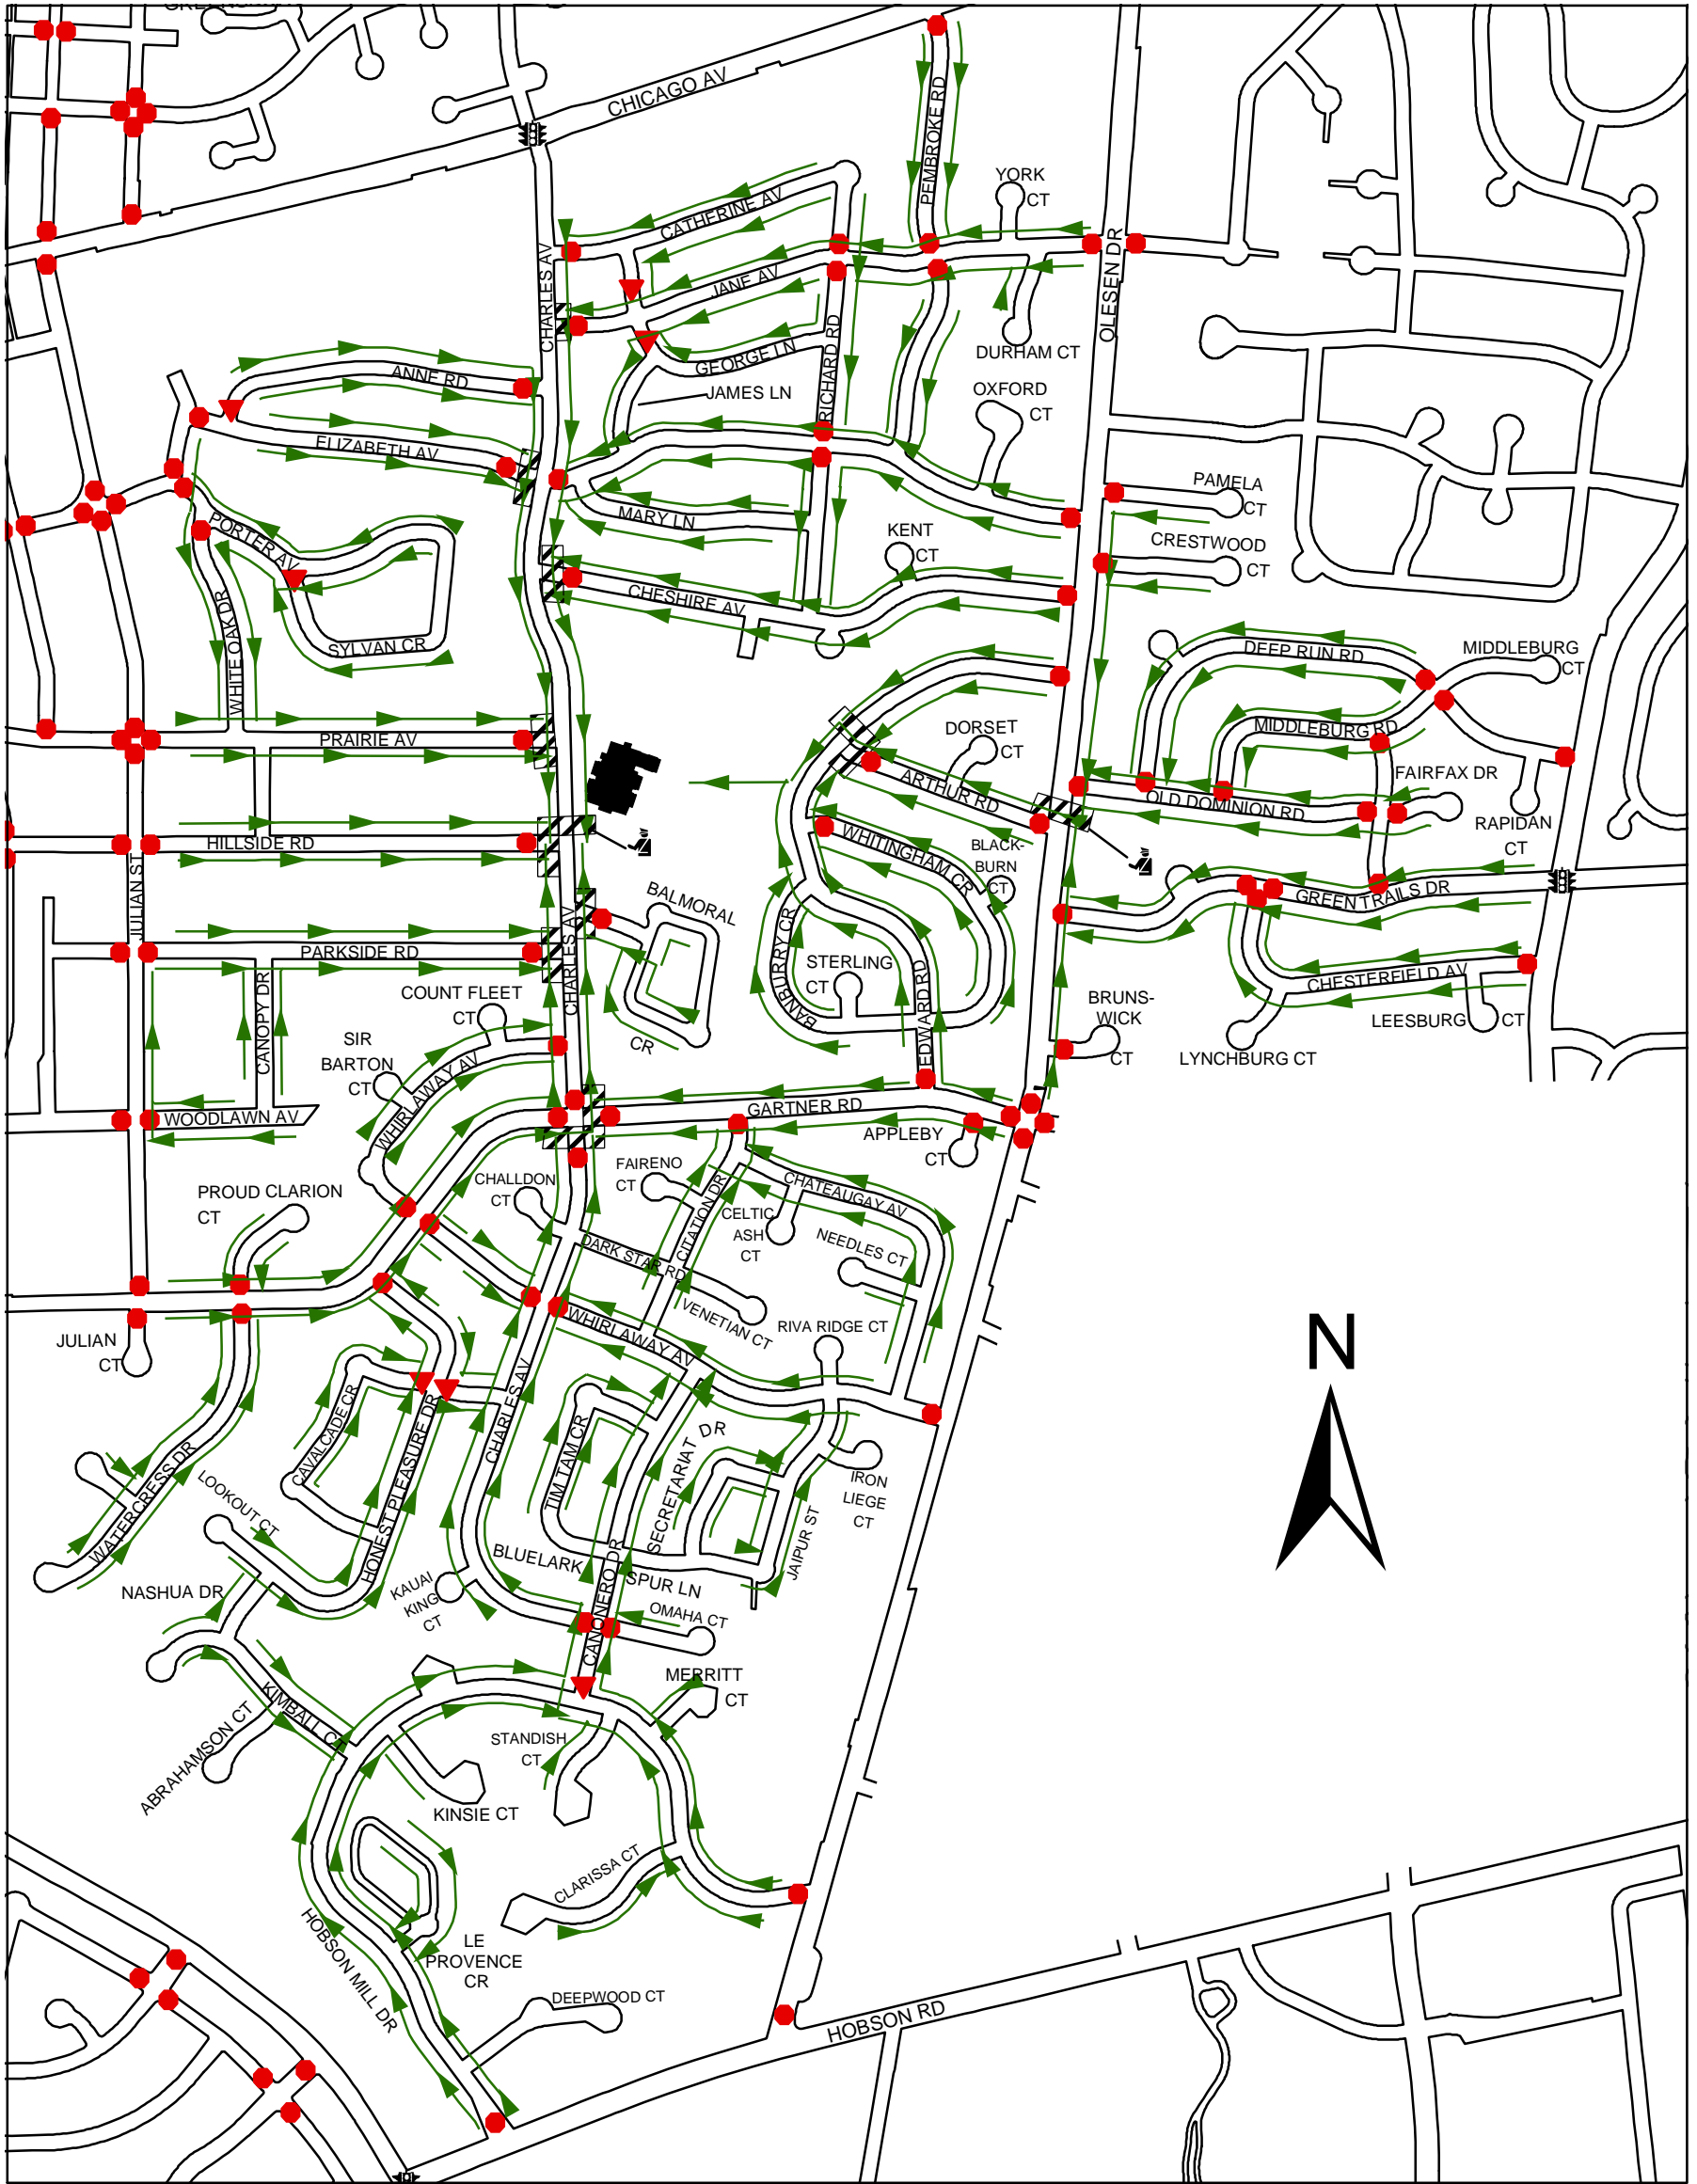 CHICAGO AV
PEMBROKE RD
YORK
CT
CATHERINE AV
CHARLES AV
JANE AV
OLESEN DR
DURHAM CT
GEORGE LN
RICHARD RD
ANNE RD
JAMES LN
OXFORD
CT
ELIZABETH AV
PAMELA
CT
MARY LN
PORTER AV
KENT
CT
CRESTWOOD
CT
CHESHIRE AV
WHITE OAK DR
SYLVAN CR
DEEP RUN RD
MIDDLEBURG
CT
MIDDLEBURG RD
DORSET
CT
PRAIRIE AV
ARTHUR RD
FAIRFAX DR
OLD DOMINION RD
RAPIDAN
CT
HILLSIDE RD
WHITINGHAM CR
BLACK-
BURN
CT
JULIAN ST
BALMORAL
CR
GREEN TRAILS DR
CHARLES AV
BANBURRY CR
PARKSIDE RD
STERLING
CT
CHESTERFIELD AV
COUNT FLEET
CT
CANOPY DR
EDWARD RD
BRUNS-
WICK
CT
LEESBURG CT
SIR
BARTON
CT
LYNCHBURG CT
WHIRLAWAY AV
WOODLAWN AV
GARTNER RD
APPLEBY
CT
PROUD CLARION
CT
CHALLDON
CT
FAIRENO
CT
CHATEAUGAY AV
CITATION DR
CELTIC
ASH
CT
NEEDLES CT
DARK STAR RD
VENETIAN CT
RIVA RIDGE CT
N
JULIAN
CT
WHIRLAWAY AV
CHARLES AV
CAVALCADE CR
HONEST PLEASURE DR
TIM TAM CR
SECRETARIAT DR
IRON
LIEGE
CT
WATERCRESS DR
LOOKOUT CT
JAIPUR ST
BLUELARK
SPUR LN
NASHUA DR
KAUAI
KING
CT
CANONERO DR
OMAHA CT
MERRITT
CT
KIMBALL CT
ABRAHAMSON CT
STANDISH
CT
KINSIE CT
CLARISSA CT
HOBSON MILL DR
LE
PROVENCE
CR
DEEPWOOD CT
HOBSON RD